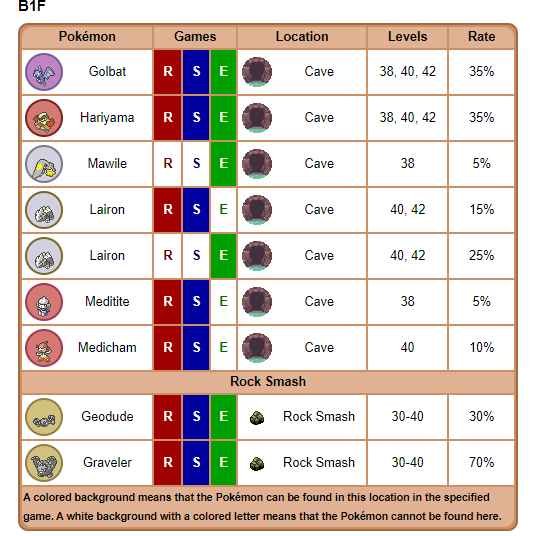 B1F
Pokémon Games Location Levels Rate
Golbat R S E Cave 38, 40, 42 35%
Hariyama R S E Cave 38, 40, 42 35%
Mawile R S E Cave 38 5%
Lairon R S E Cave 40, 42 15%
Lairon R S E Cave 40, 42 25%
Meditite R S E Cave 38 5%
Medicham R S E Cave 40 10%
Rock Smash
Geodude R S E Rock Smash 30-40 30%
Graveler R S E Rock Smash 30-40 70%
A colored background means that the Pokémon can be found in this location in the specified
game. A white background with a colored letter means that the Pokémon cannot be found here.